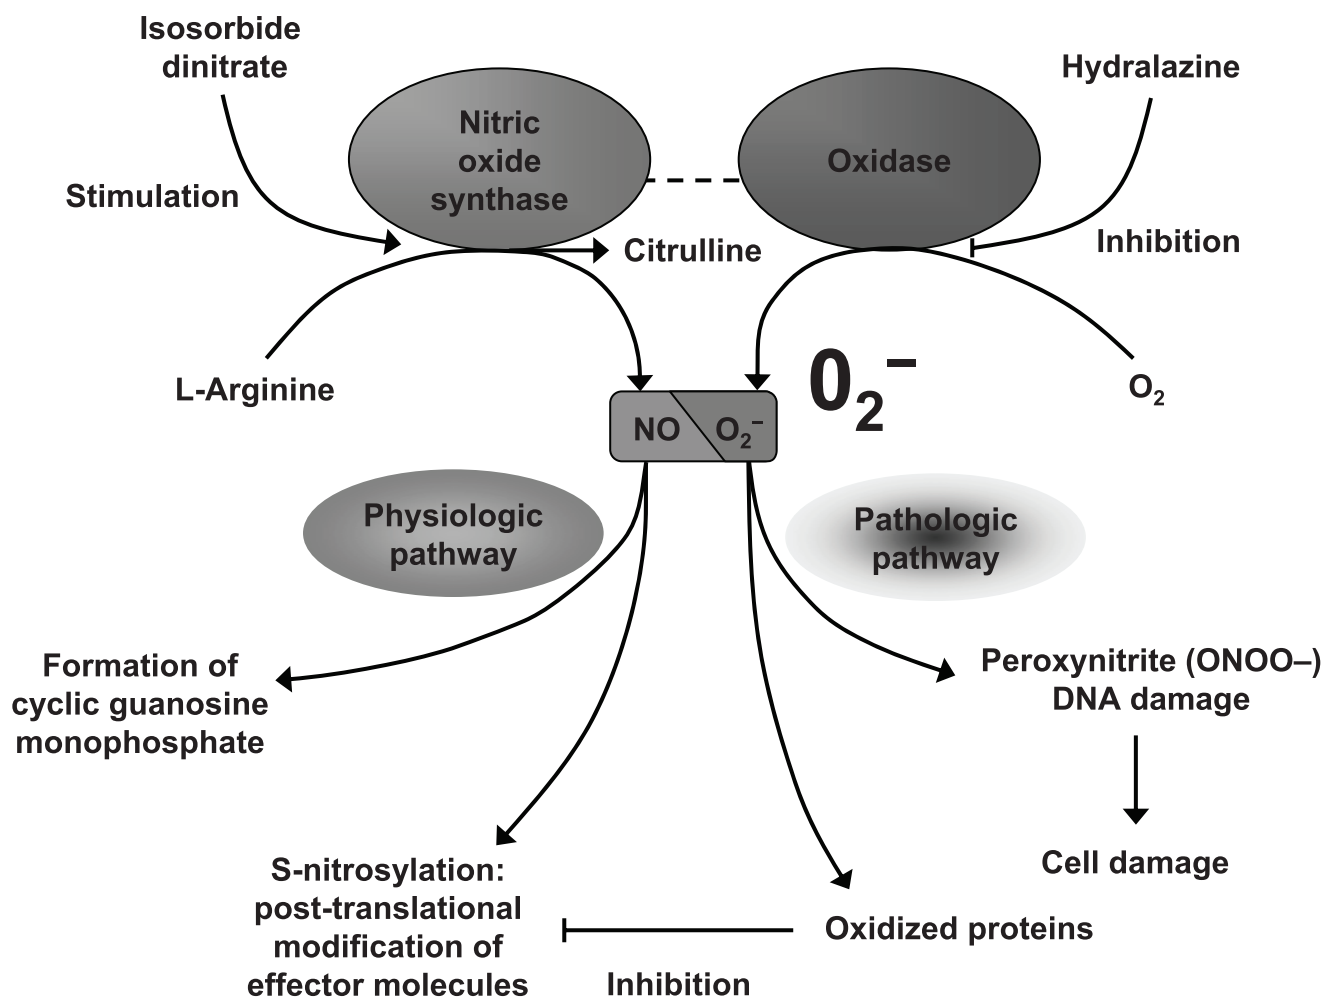 Isosorbide
dinitrate
Hydralazine
Nitric
oxide
synthase
Oxidase
Stimulation
Citrulline
Inhibition
L-Arginine
0₂⁻
O₂
NO
O₂⁻
Physiologic
pathway
Pathologic
pathway
Formation of
cyclic guanosine
monophosphate
Peroxynitrite (ONOO–)
DNA damage
Cell damage
S-nitrosylation:
post-translational
modification of
effector molecules
Oxidized proteins
Inhibition